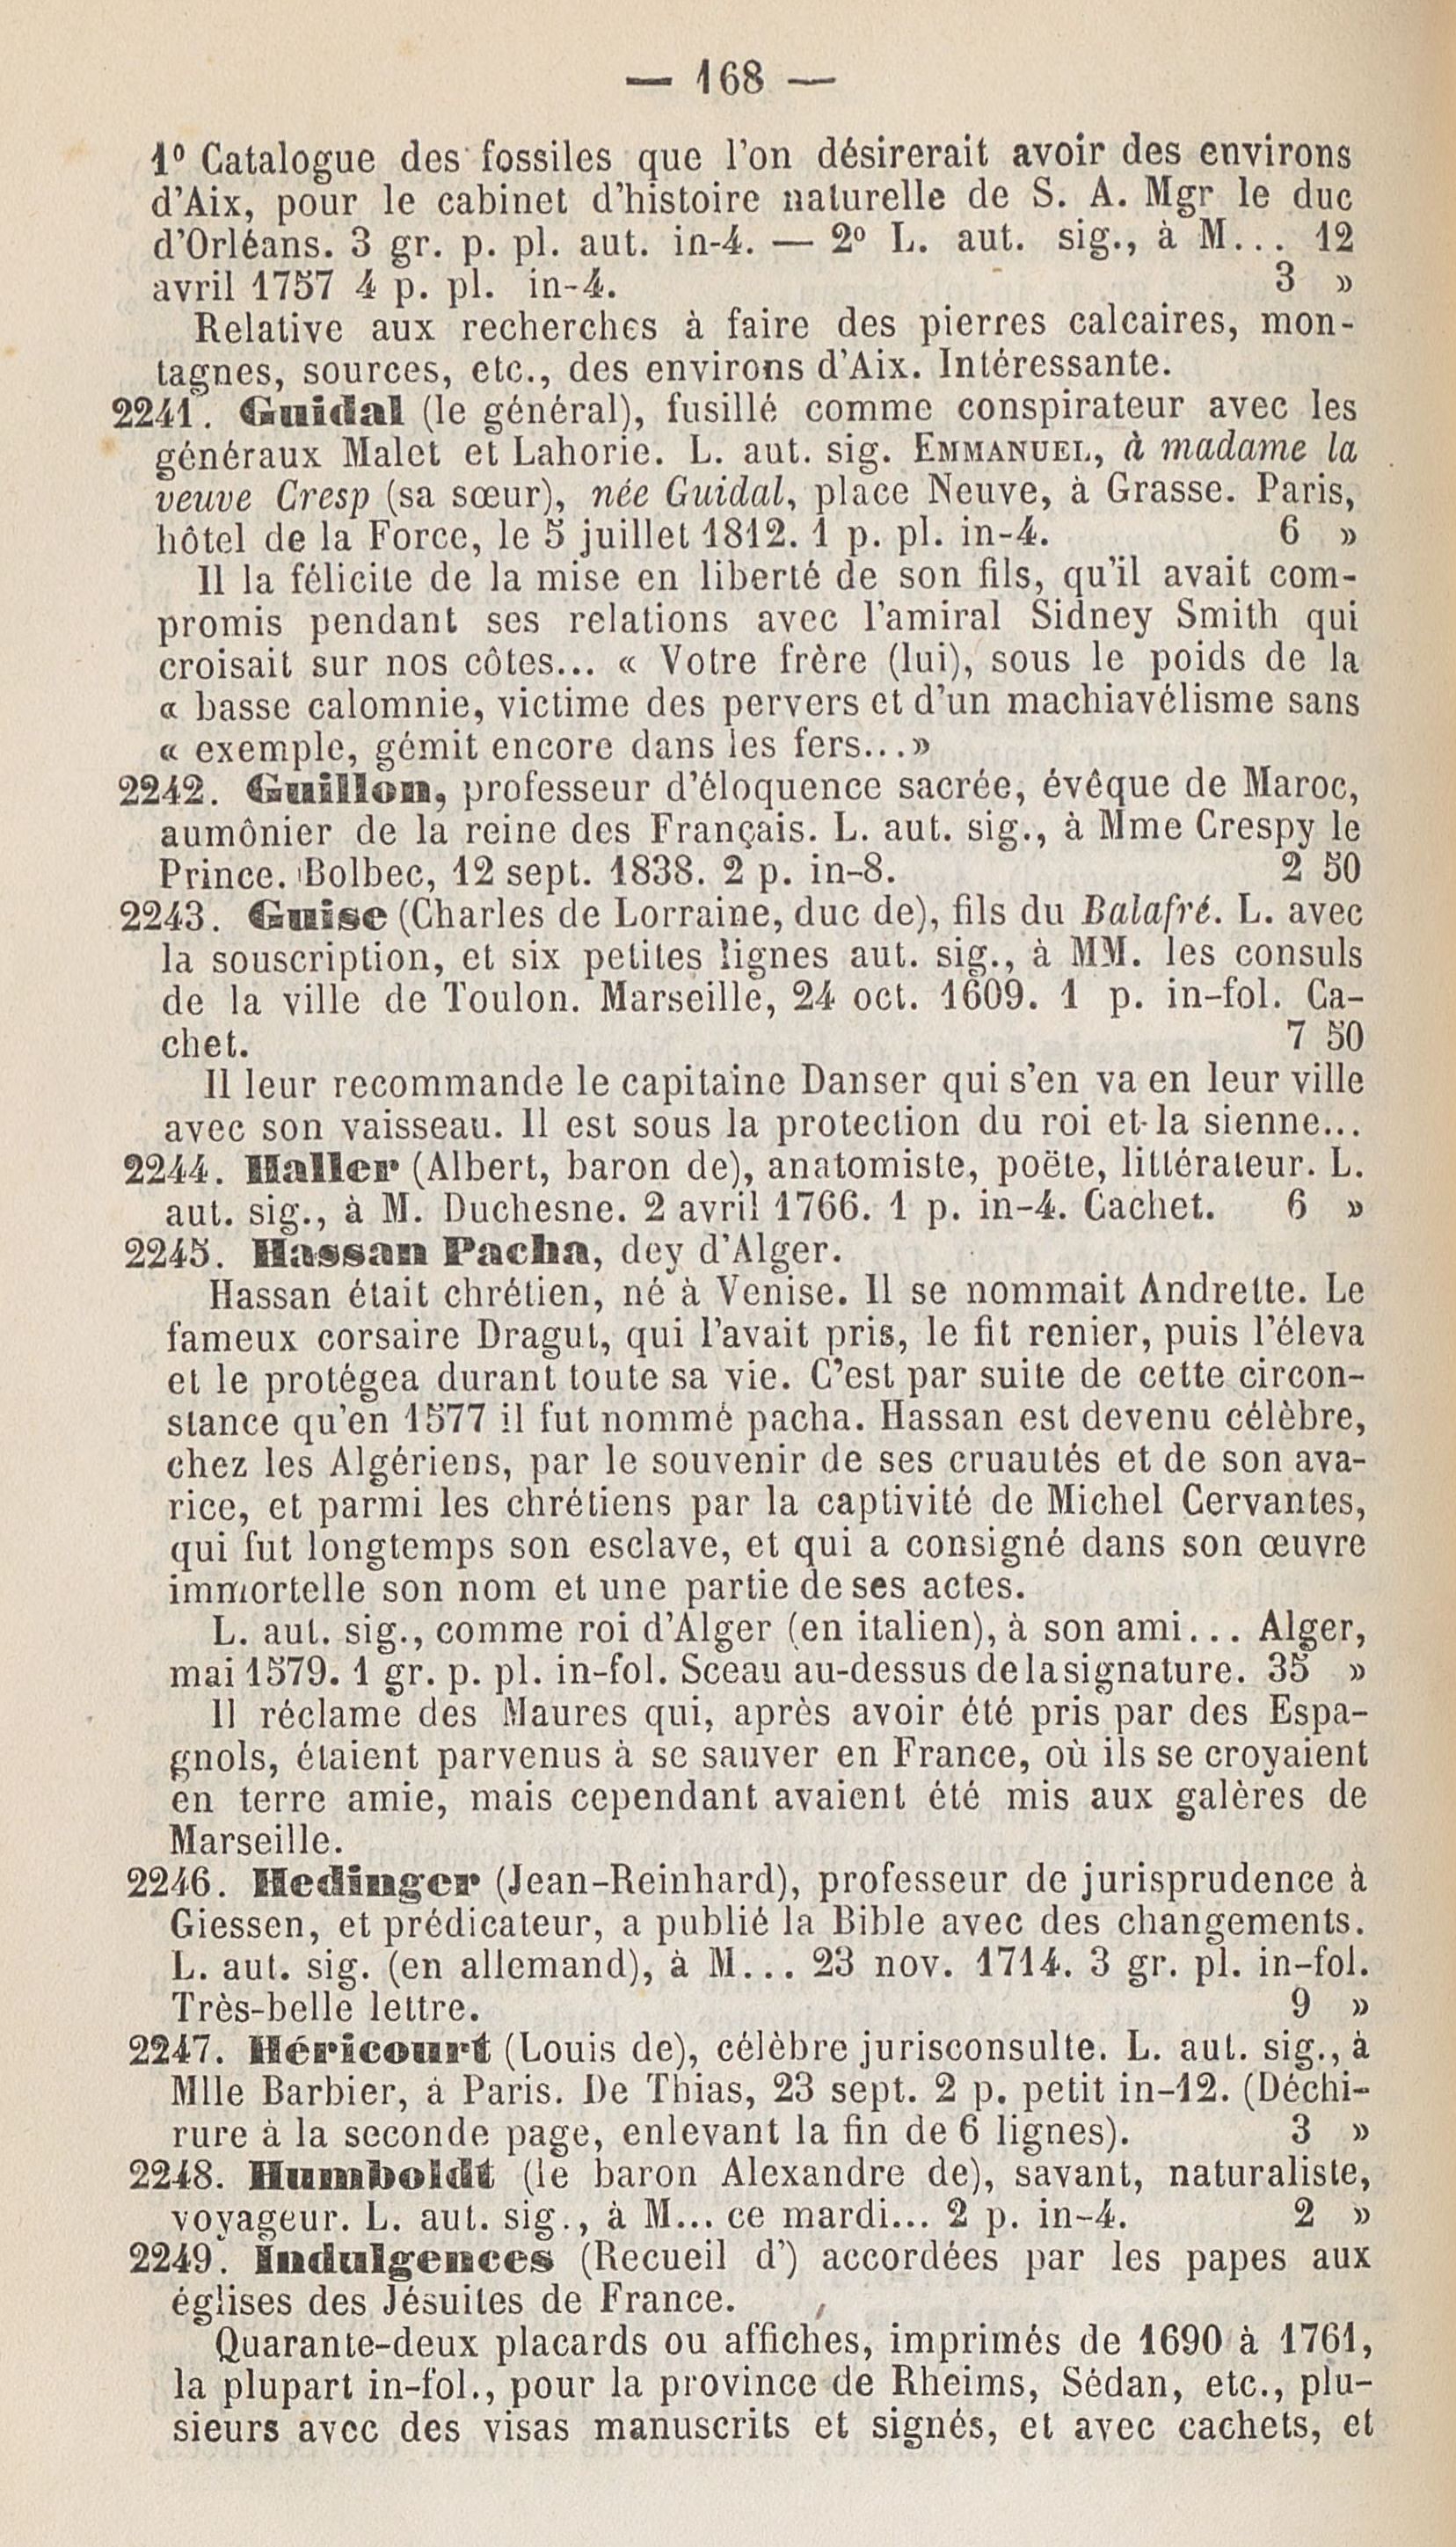 — 168 —
1º Catalogue des fossiles que l'on désirerait avoir des environs
d'Aix, pour le cabinet d'histoire naturelle de S. A. Mgr le duc
d'Orléans. 3 gr. p. pl. aut. in-4. — 2º L. aut. sig., à M... 12
avril 1757 4 p. pl. in-4. 3 »
Relative aux recherches à faire des pierres calcaires, mon-
tagnes, sources, etc., des environs d'Aix. Intéressante.
2241. Guidal (le général), fusillé comme conspirateur avec les
généraux Malet et Lahorie. L. aut. sig. EMMANUEL, à madame la
veuve Cresp (sa sœur), née Guidal, place Neuve, à Grasse. Paris,
hôtel de la Force, le 5 juillet 1812. 1 p. pl. in-4. 6 »
Il la félicite de la mise en liberté de son fils, qu'il avait com-
promis pendant ses relations avec l'amiral Sidney Smith qui
croisait sur nos côtes... « Votre frère (lui), sous le poids de la
« basse calomnie, victime des pervers et d'un machiavélisme sans
« exemple, gémit encore dans les fers...»
2242. Guillon, professeur d'éloquence sacrée, évêque de Maroc,
aumônier de la reine des Français. L. aut. sig., à Mme Crespy le
Prince. Bolbec, 12 sept. 1838. 2 p. in-8. 2 50
2243. Guise (Charles de Lorraine, duc de), fils du Balafré. L. avec
la souscription, et six petites lignes aut. sig., à MM. les consuls
de la ville de Toulon. Marseille, 24 oct. 1609. 1 p. in-fol. Ca-
chet. 7 50
Il leur recommande le capitaine Danser qui s'en va en leur ville
avec son vaisseau. Il est sous la protection du roi et la sienne...
2244. Haller (Albert, baron de), anatomiste, poëte, littérateur. L.
aut. sig., à M. Duchesne. 2 avril 1766. 1 p. in-4. Cachet. 6 »
2245. Hassan Pacha, dey d'Alger.
Hassan était chrétien, né à Venise. Il se nommait Andrette. Le
fameux corsaire Dragut, qui l'avait pris, le fit renier, puis l'éleva
et le protégea durant toute sa vie. C'est par suite de cette circon-
stance qu'en 1577 il fut nommé pacha. Hassan est devenu célèbre,
chez les Algériens, par le souvenir de ses cruautés et de son ava-
rice, et parmi les chrétiens par la captivité de Michel Cervantes,
qui fut longtemps son esclave, et qui a consigné dans son œuvre
immortelle son nom et une partie de ses actes.
L. aut. sig., comme roi d'Alger (en italien), à son ami... Alger,
mai 1579. 1 gr. p. pl. in-fol. Sceau au-dessus de la signature. 35 »
Il réclame des Maures qui, après avoir été pris par des Espa-
gnols, étaient parvenus à se sauver en France, où ils se croyaient
en terre amie, mais cependant avaient été mis aux galères de
Marseille.
2246. Hedinger (Jean-Reinhard), professeur de jurisprudence à
Giessen, et prédicateur, a publié la Bible avec des changements.
L. aut. sig. (en allemand), à M... 23 nov. 1714. 3 gr. pl. in-fol.
Très-belle lettre. 9 »
2247. Héricourt (Louis de), célèbre jurisconsulte. L. aut. sig., à
Mlle Barbier, à Paris. De Thias, 23 sept. 2 p. petit in-12. (Déchi-
rure à la seconde page, enlevant la fin de 6 lignes). 3 »
2248. Humboldt (le baron Alexandre de), savant, naturaliste,
voyageur. L. aut. sig., à M... ce mardi... 2 p. in-4. 2 »
2249. Indulgences (Recueil d') accordées par les papes aux
églises des Jésuites de France.
Quarante-deux placards ou affiches, imprimés de 1690 à 1761,
la plupart in-fol., pour la province de Rheims, Sédan, etc., plu-
sieurs avec des visas manuscrits et signés, et avec cachets, et